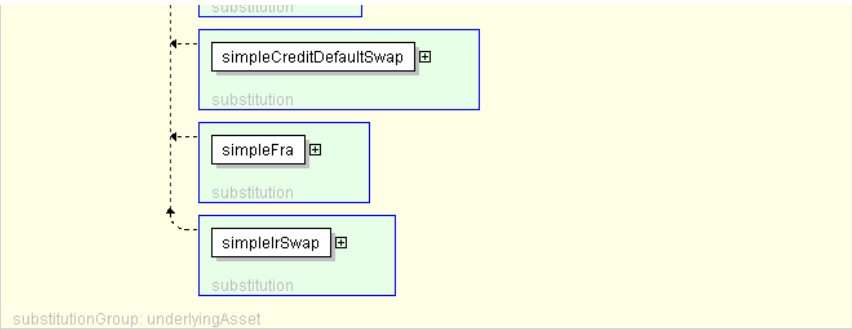 substitution
simpleCreditDefaultSwap
substitution
simpleFra
substitution
simpleIrSwap
substitution
substitutionGroup: underlyingAsset